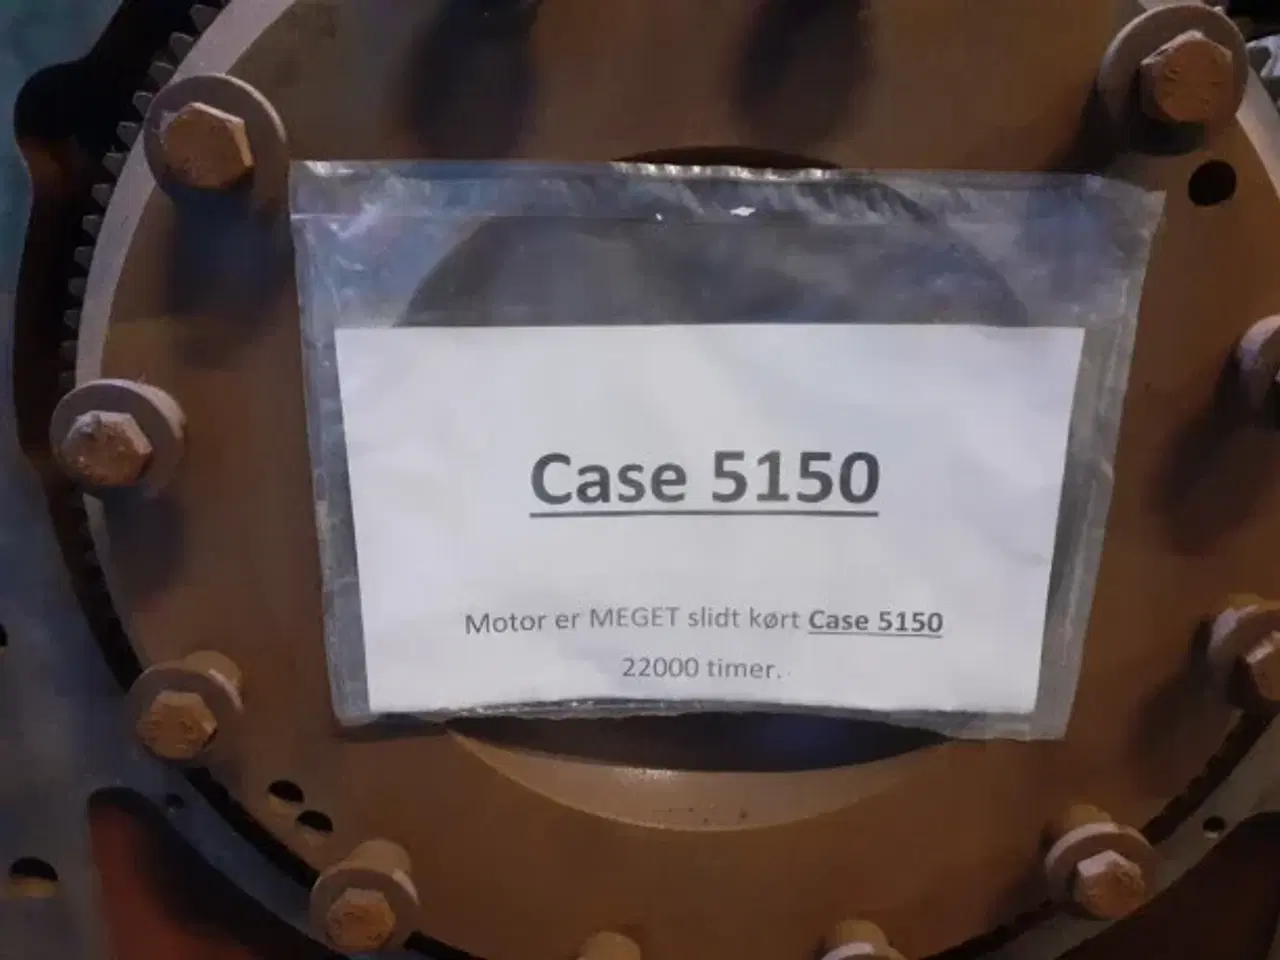 Case 5150
Motor er MEGET slidt kørt Case 5150
22000 timer.